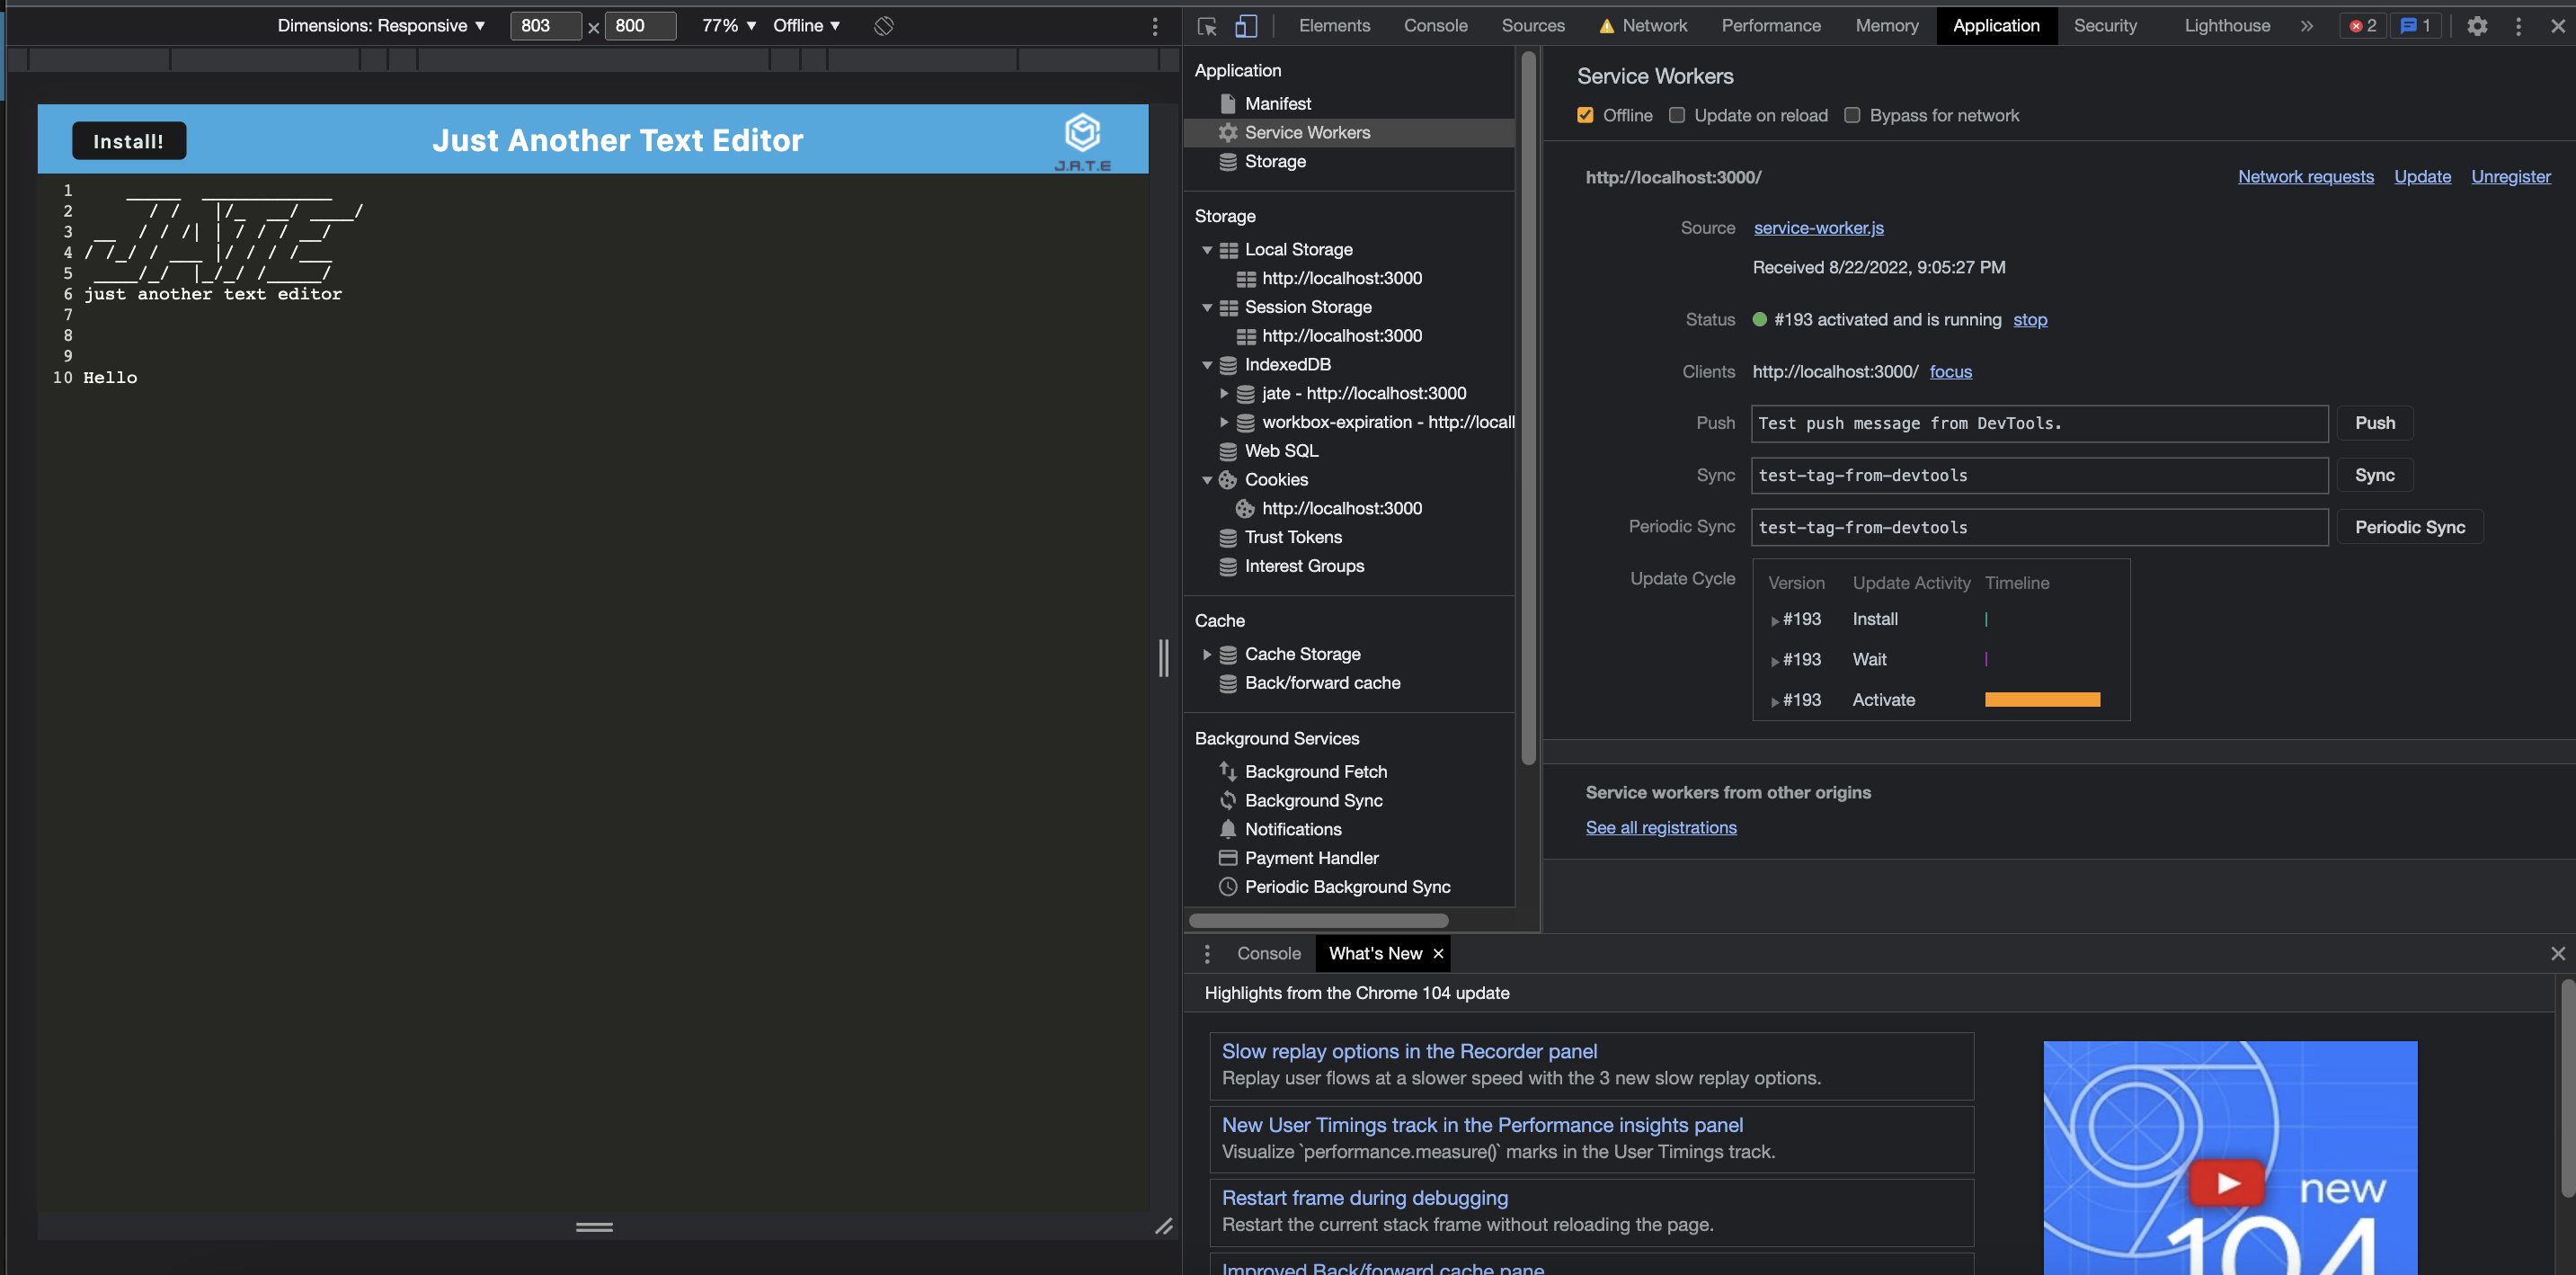 Dimensions: Responsive ▼ 803 × 800 77% ▼ Offline ▼
Install!
Just Another Text Editor
J.A.T.E
1
2
3
4
5
6 just another text editor
7
8
9
10 Hello
Elements Console Sources Network Performance Memory Application Security Lighthouse » 2 1
Application
Manifest
Service Workers
Storage
Storage
Local Storage
http://localhost:3000
Session Storage
http://localhost:3000
IndexedDB
jate - http://localhost:3000
workbox-expiration - http://locall
Web SQL
Cookies
http://localhost:3000
Trust Tokens
Interest Groups
Cache
Cache Storage
Back/forward cache
Background Services
Background Fetch
Background Sync
Notifications
Payment Handler
Periodic Background Sync
Service Workers
Offline Update on reload Bypass for network
http://localhost:3000/ Network requests Update Unregister
Source service-worker.js
Received 8/22/2022, 9:05:27 PM
Status #193 activated and is running stop
Clients http://localhost:3000/ focus
Push Test push message from DevTools. Push
Sync test-tag-from-devtools Sync
Periodic Sync test-tag-from-devtools Periodic Sync
Update Cycle Version Update Activity Timeline
#193 Install
#193 Wait
#193 Activate
Service workers from other origins
See all registrations
Console What's New ×
Highlights from the Chrome 104 update
Slow replay options in the Recorder panel
Replay user flows at a slower speed with the 3 new slow replay options.
New User Timings track in the Performance insights panel
Visualize `performance.measure()` marks in the User Timings track.
Restart frame during debugging
Restart the current stack frame without reloading the page.
Improved Back/forward cache pane
new
104